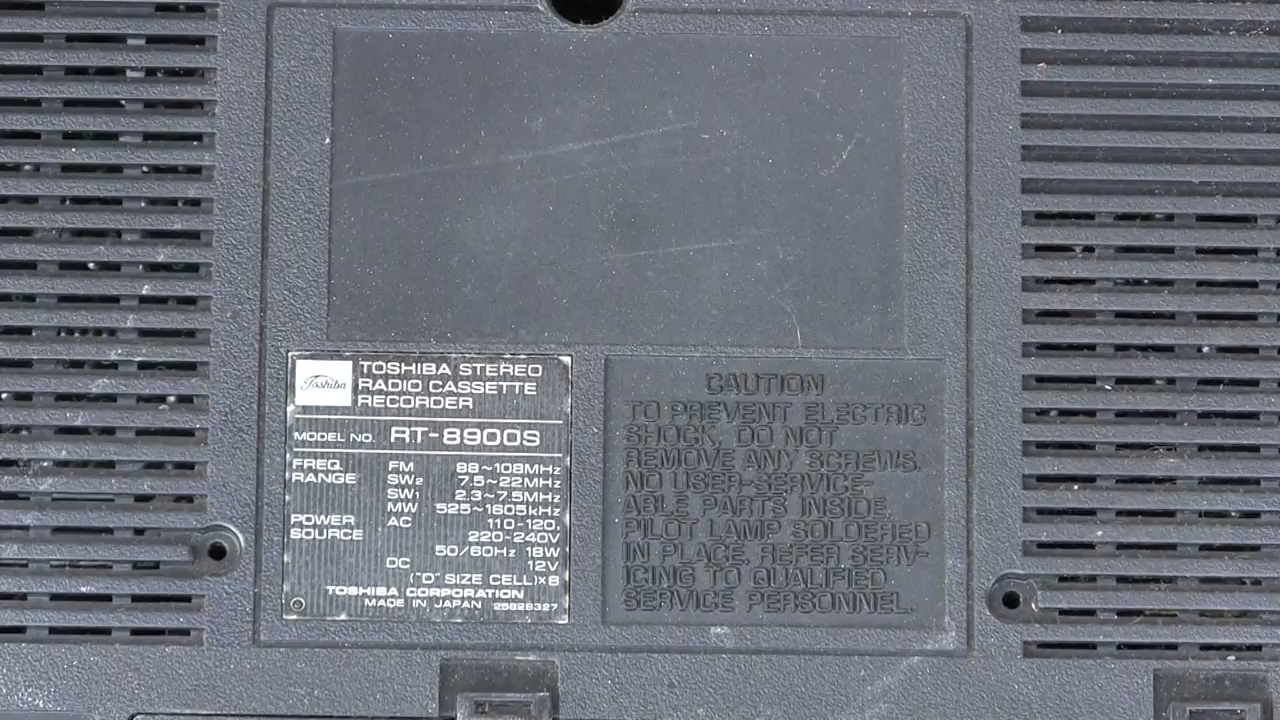 Toshiba
TOSHIBA STEREO
RADIO CASSETTE
RECORDER
MODEL NO. RT-8900S
FREQ. RANGE FM 88~108MHz
SW2 7.5~22MHz
SW1 2.3~7.5MHz
MW 525~1605kHz
POWER SOURCE AC 110-120,
220-240V
50/60Hz 18W
DC 12V
("D" SIZE CELL)×8
TOSHIBA CORPORATION
MADE IN JAPAN 25828327
CAUTION
TO PREVENT ELECTRIC
SHOCK, DO NOT
REMOVE ANY SCREWS.
NO USER-SERVICE-
ABLE PARTS INSIDE.
PILOT LAMP SOLDERED
IN PLACE. REFER SERV-
ICING TO QUALIFIED
SERVICE PERSONNEL.